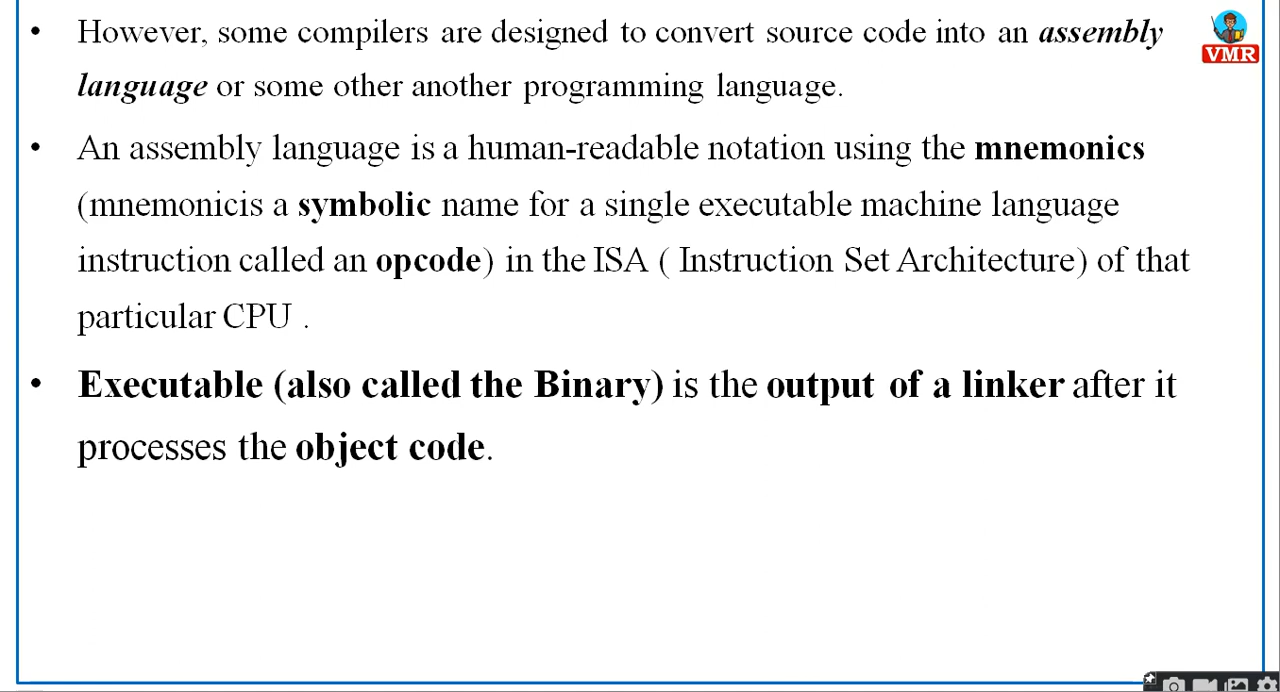 • However, some compilers are designed to convert source code into an assembly
language or some other another programming language.
• An assembly language is a human-readable notation using the mnemonics
(mnemonicis a symbolic name for a single executable machine language
instruction called an opcode) in the ISA ( Instruction Set Architecture) of that
particular CPU .
• Executable (also called the Binary) is the output of a linker after it
processes the object code.
VMR